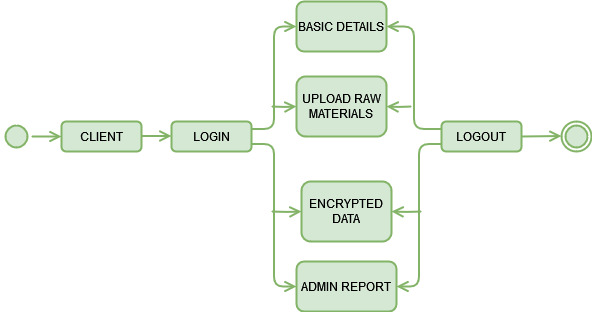 BASIC DETAILS
UPLOAD RAW
MATERIALS
CLIENT
LOGIN
LOGOUT
ENCRYPTED
DATA
ADMIN REPORT